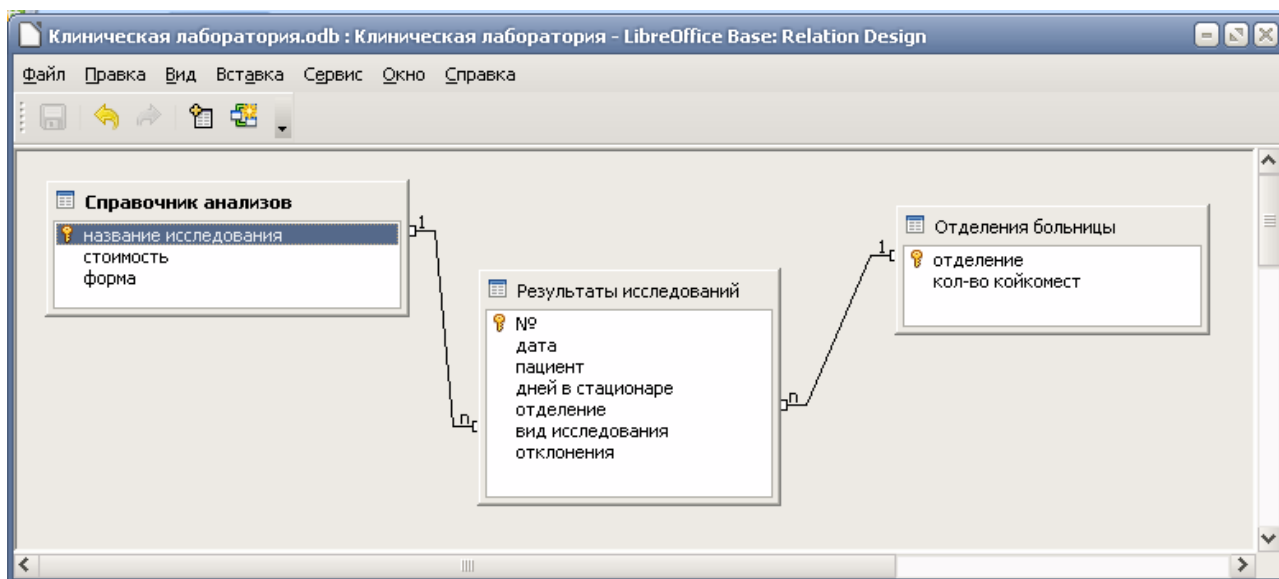 Клиническая лаборатория.odb : Клиническая лаборатория - LibreOffice Base: Relation Design
Файл Правка Вид Вставка Сервис Окно Справка
Справочник анализов
название исследования
стоимость
форма
1
n
Результаты исследований
№
дата
пациент
дней в стационаре
отделение
вид исследования
отклонения
n
1
Отделения больницы
отделение
кол-во койкомест